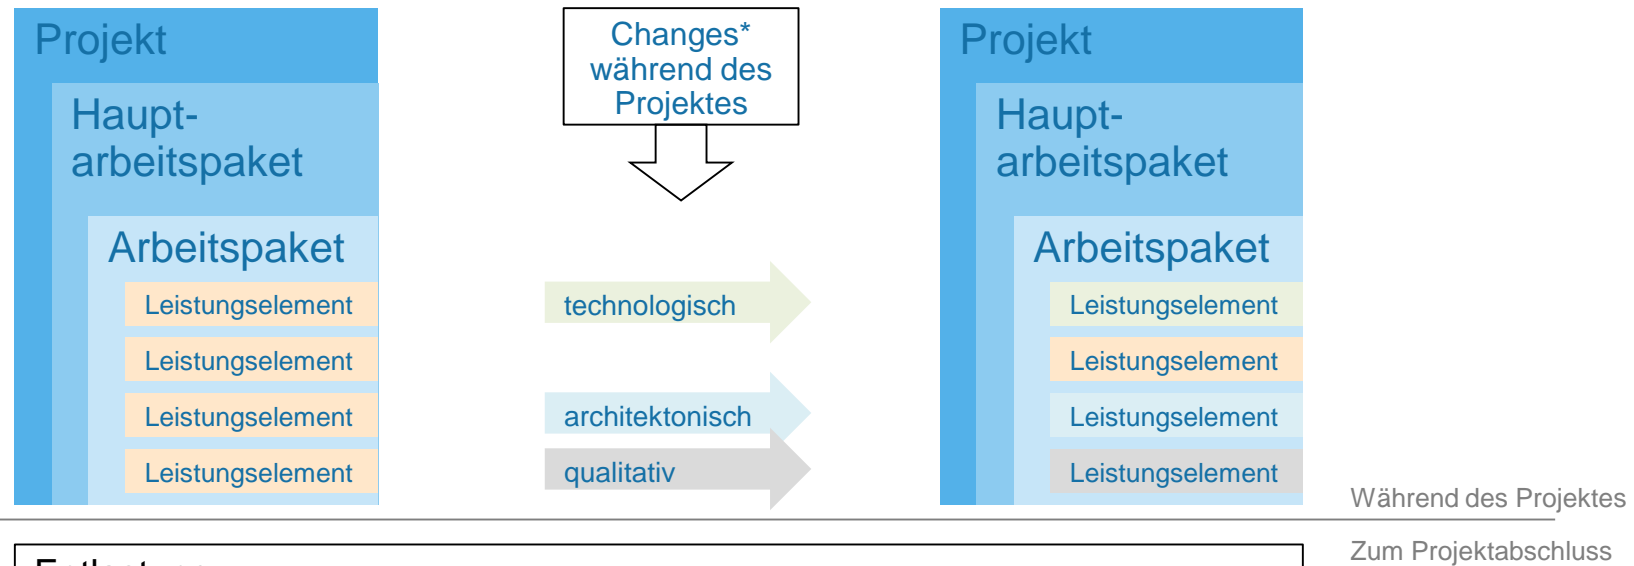 Projekt
Haupt-
arbeitspaket
Arbeitspaket
Leistungselement
Leistungselement
Leistungselement
Leistungselement
Changes*
während des
Projektes
technologisch
architektonisch
qualitativ
Projekt
Haupt-
arbeitspaket
Arbeitspaket
Leistungselement
Leistungselement
Leistungselement
Leistungselement
Während des Projektes
Zum Projektabschluss